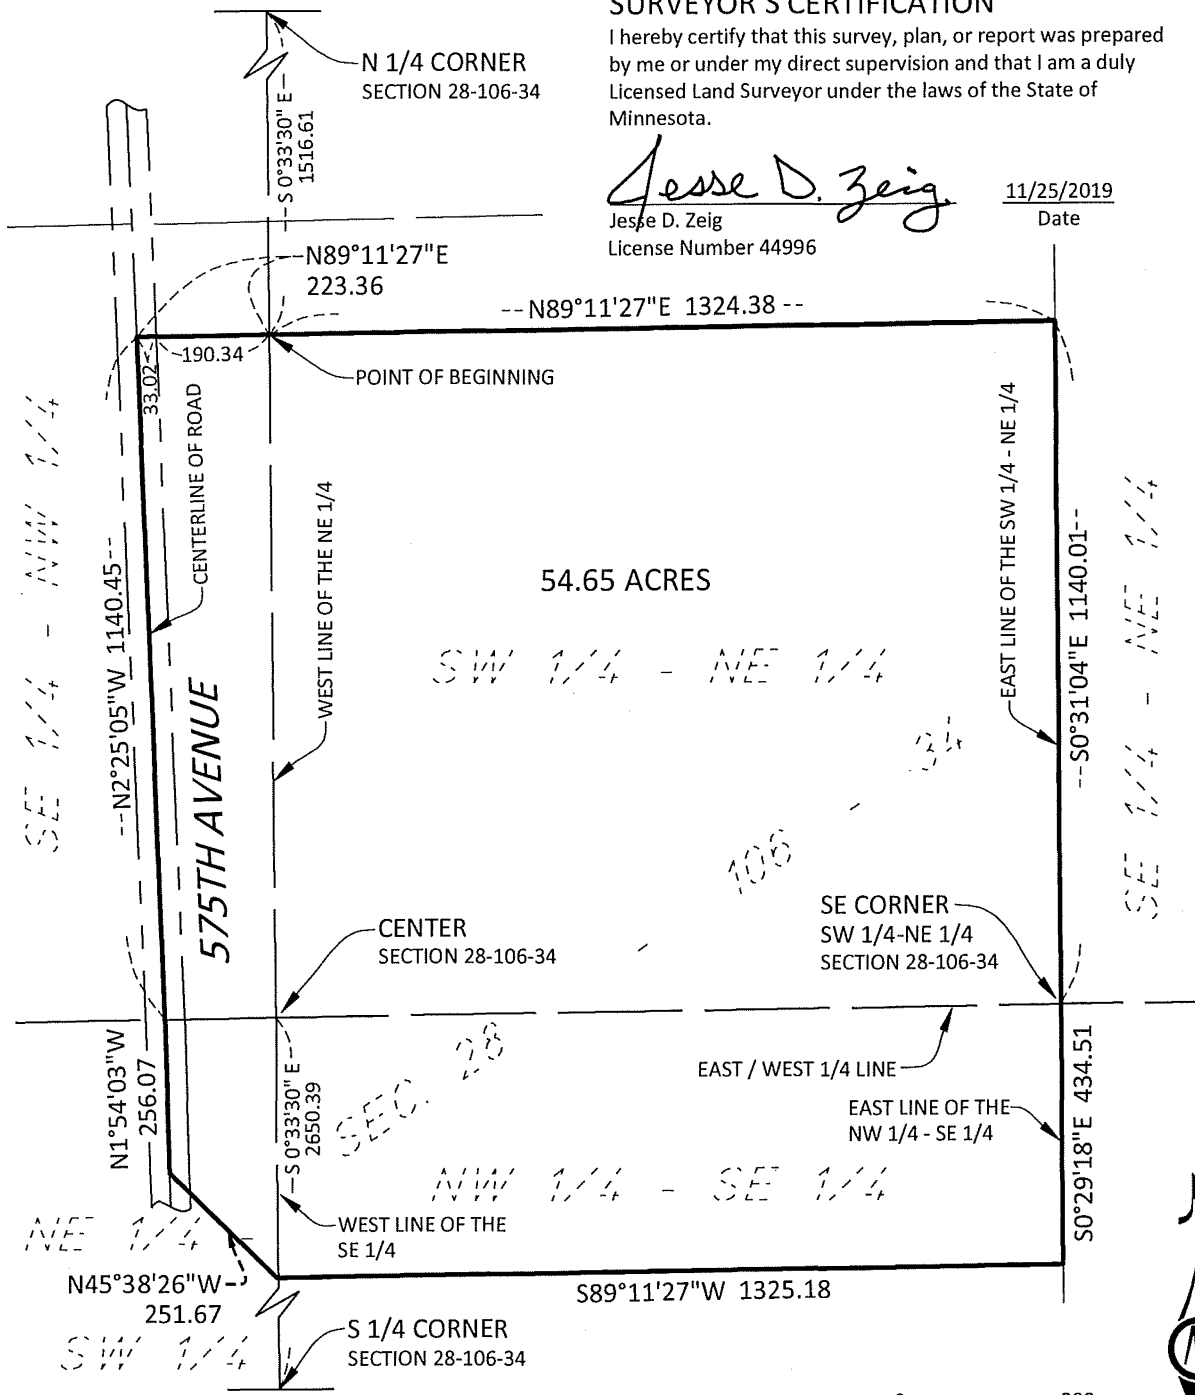 SURVEYOR'S CERTIFICATION
I hereby certify that this survey, plan, or report was prepared
by me or under my direct supervision and that I am a duly
Licensed Land Surveyor under the laws of the State of
Minnesota.
Jesse D. Zeig
11/25/2019
Jesse D. Zeig
Date
License Number 44996
N 1/4 CORNER
SECTION 28-106-34
S 0°33'30" E
1516.61
N89°11'27"E
223.36
N89°11'27"E 1324.38
190.34
33.02
POINT OF BEGINNING
CENTERLINE OF ROAD
WEST LINE OF THE NE 1/4
EAST LINE OF THE SW 1/4 - NE 1/4
SE 1/4 - NW 1/4
N2°25'05"W 1140.45
575TH AVENUE
54.65 ACRES
SW 1/4 - NE 1/4
S0°31'04"E 1140.01
SE 1/4 - NE 1/4
SEC. 28 - 106 - 34
CENTER
SECTION 28-106-34
SE CORNER
SW 1/4-NE 1/4
SECTION 28-106-34
N1°54'03"W
256.07
S 0°33'30" E
2650.39
EAST / WEST 1/4 LINE
EAST LINE OF THE
NW 1/4 - SE 1/4
S0°29'18"E 434.51
NW 1/4 - SE 1/4
WEST LINE OF THE
SE 1/4
NE 1/4 -
SW 1/4
N45°38'26"W
251.67
S89°11'27"W 1325.18
S 1/4 CORNER
SECTION 28-106-34